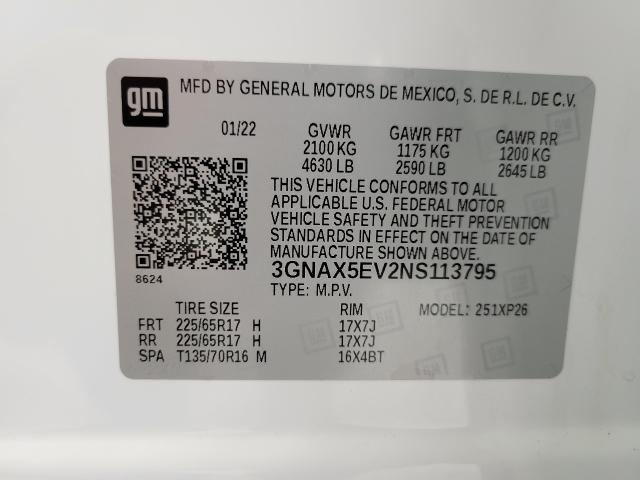 gm
MFD BY GENERAL MOTORS DE MEXICO, S. DE R.L. DE C.V.
01/22 GVWR GAWR FRT GAWR RR
2100 KG 1175 KG 1200 KG
4630 LB 2590 LB 2645 LB
THIS VEHICLE CONFORMS TO ALL
APPLICABLE U.S. FEDERAL MOTOR
VEHICLE SAFETY AND THEFT PREVENTION
STANDARDS IN EFFECT ON THE DATE OF
MANUFACTURE SHOWN ABOVE.
8624
3GNAX5EV2NS113795
TYPE: M.P.V. MODEL: 251XP26
TIRE SIZE RIM
FRT 225/65R17 H 17X7J
RR 225/65R17 H 17X7J
SPA T135/70R16 M 16X4BT